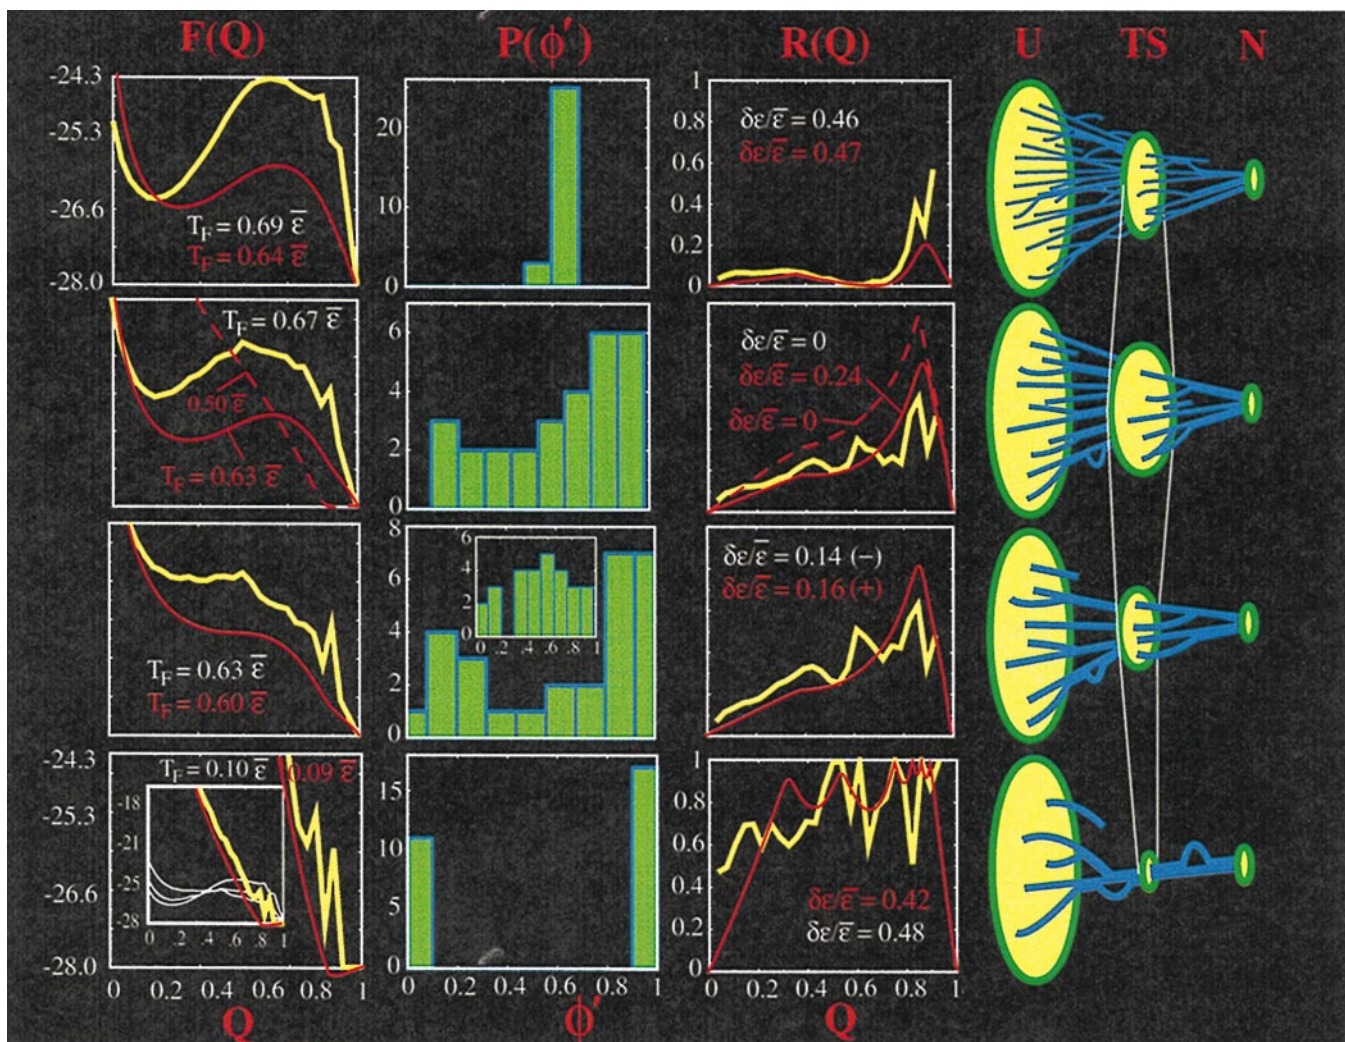 F(Q)
P(ϕ′)
R(Q)
U
TS
N
-24.3
-25.3
-26.6
-28.0
T_F = 0.69 ε̅
T_F = 0.64 ε̅
20
10
0
1
0.8
0.6
0.4
0.2
0
δε/ε̅ = 0.46
δε/ε̅ = 0.47
T_F = 0.67 ε̅
0.50 ε̅
T_F = 0.63 ε̅
6
4
2
0
δε/ε̅ = 0
δε/ε̅ = 0.24
δε/ε̅ = 0
T_F = 0.63 ε̅
T_F = 0.60 ε̅
8
6
4
2
0
6
4
2
0
0 .2 .4 .6 .8 1
δε/ε̅ = 0.14 (−)
δε/ε̅ = 0.16 (+)
-24.3
-25.3
-26.6
-28.0
T_F = 0.10 ε̅
0.09 ε̅
-18
-21
-25
-28
0 .2 .4 .6 .8 1
0 0.2 0.4 0.6 0.8 1
Q
15
10
5
0
0 0.2 0.4 0.6 0.8 1
ϕ′
1
0.8
0.6
0.4
0.2
0
δε/ε̅ = 0.42
δε/ε̅ = 0.48
0 0.2 0.4 0.6 0.8 1
Q